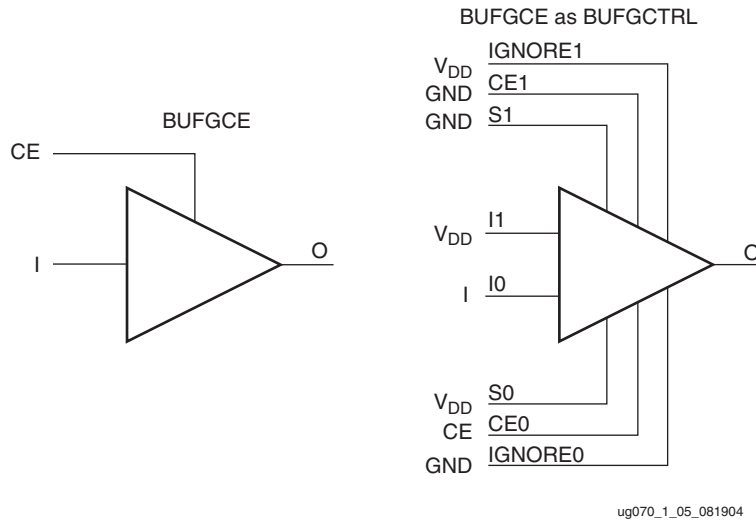 BUFGCE as BUFGCTRL
VDD IGNORE1
GND CE1
GND S1
BUFGCE
CE
VDD I1
I O
I I0
O
VDD S0
CE CE0
GND IGNORE0
ug070_1_05_081904